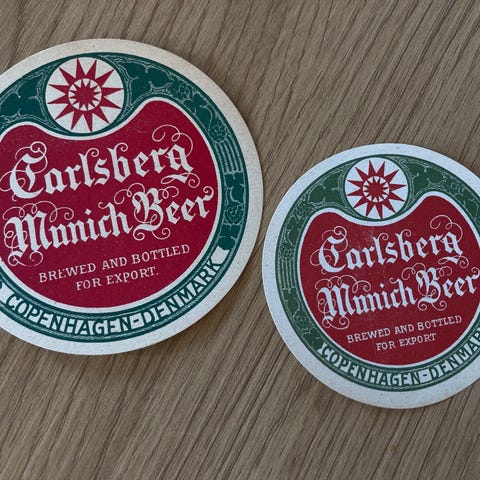 Carlsberg
Munich Beer
BREWED AND BOTTLED
FOR EXPORT.
COPENHAGEN-DENMARK
Carlsberg
Munich Beer
BREWED AND BOTTLED
FOR EXPORT
COPENHAGEN-DENMARK